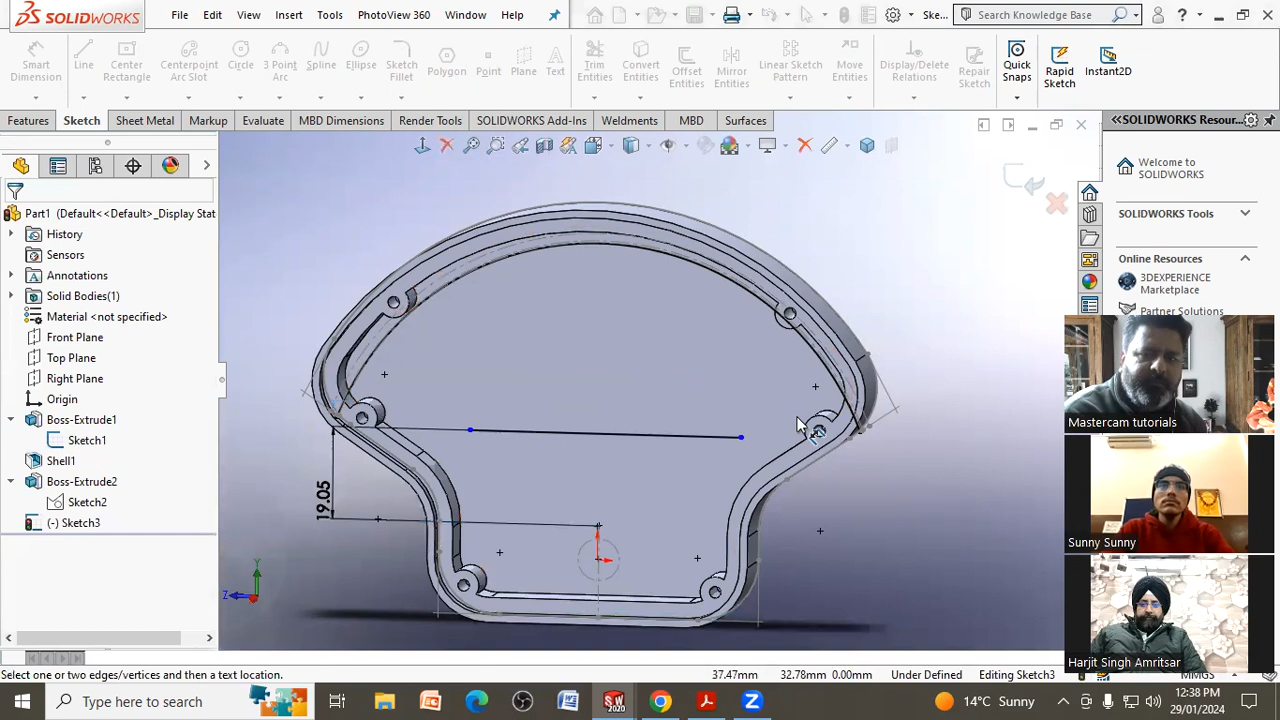 SOLIDWORKS File Edit View Insert Tools PhotoView 360 Window Help Ske... Search Knowledge Base ?
Smart Dimension
Line
Center Rectangle
Centerpoint Arc Slot
Circle
3 Point Arc
Spline
Ellipse
Sketch Fillet
Polygon
Point
Plane
Text
Trim Entities
Convert Entities
Offset Entities
Mirror Entities
Linear Sketch Pattern
Move Entities
Display/Delete Relations
Repair Sketch
Quick Snaps
Rapid Sketch
Instant2D
Features Sketch Sheet Metal Markup Evaluate MBD Dimensions Render Tools SOLIDWORKS Add-Ins Weldments MBD Surfaces
SOLIDWORKS Resour...
Part1 (Default<<Default>_Display Stat
History
Sensors
Annotations
Solid Bodies(1)
Material <not specified>
Front Plane
Top Plane
Right Plane
Origin
Boss-Extrude1
Sketch1
Shell1
Boss-Extrude2
Sketch2
(-) Sketch3
19.05
Y
Z
Welcome to SOLIDWORKS
SOLIDWORKS Tools
Online Resources
3DEXPERIENCE Marketplace
Partner Solutions
Mastercam tutorials
Sunny Sunny
Harjit Singh Amritsar
Select one or two edges/vertices and then a text location. 37.47mm 32.78mm 0mm Under Defined Editing Sketch3 MMGS
Type here to search
SW 2020
14°C Sunny
12:38 PM
29/01/2024